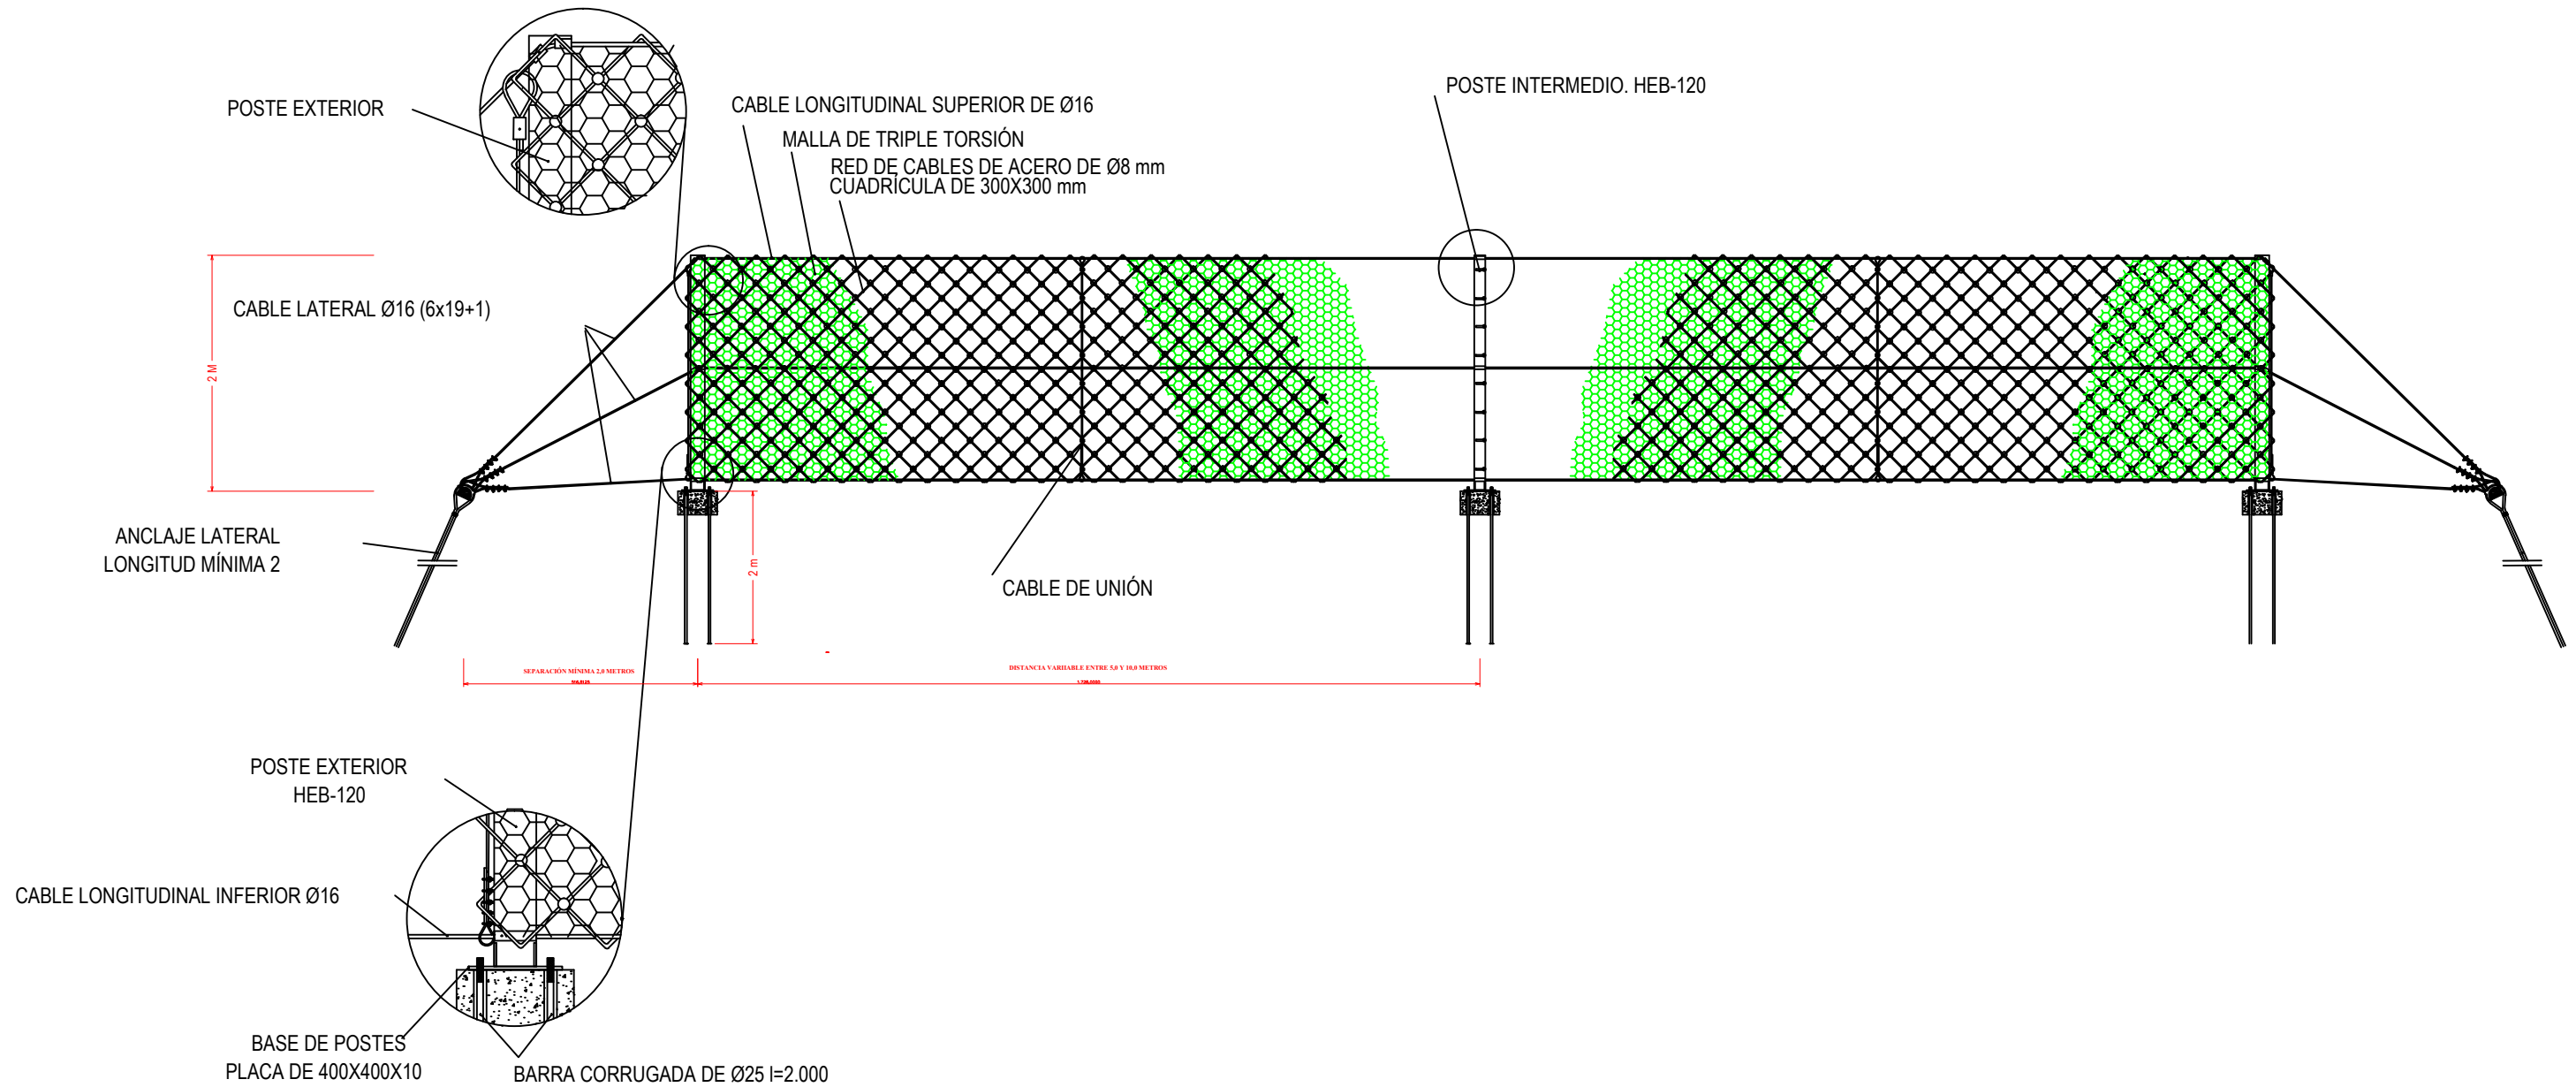 POSTE INTERMEDIO. HEB-120
POSTE EXTERIOR
CABLE LONGITUDINAL SUPERIOR DE Ø16
MALLA DE TRIPLE TORSIÓN
RED DE CABLES DE ACERO DE Ø8 mm
CUADRÍCULA DE 300X300 mm
CABLE LATERAL Ø16 (6x19+1)
2 M
ANCLAJE LATERAL
LONGITUD MÍNIMA 2
2 m
CABLE DE UNIÓN
SEPARACIÓN MÍNIMA 2,0 METROS
DISTANCIA VARHABLE ENTRE 5,0 Y 10,0 METROS
POSTE EXTERIOR
HEB-120
CABLE LONGITUDINAL INFERIOR Ø16
BASE DE POSTES
PLACA DE 400X400X10
BARRA CORRUGADA DE Ø25 l=2.000